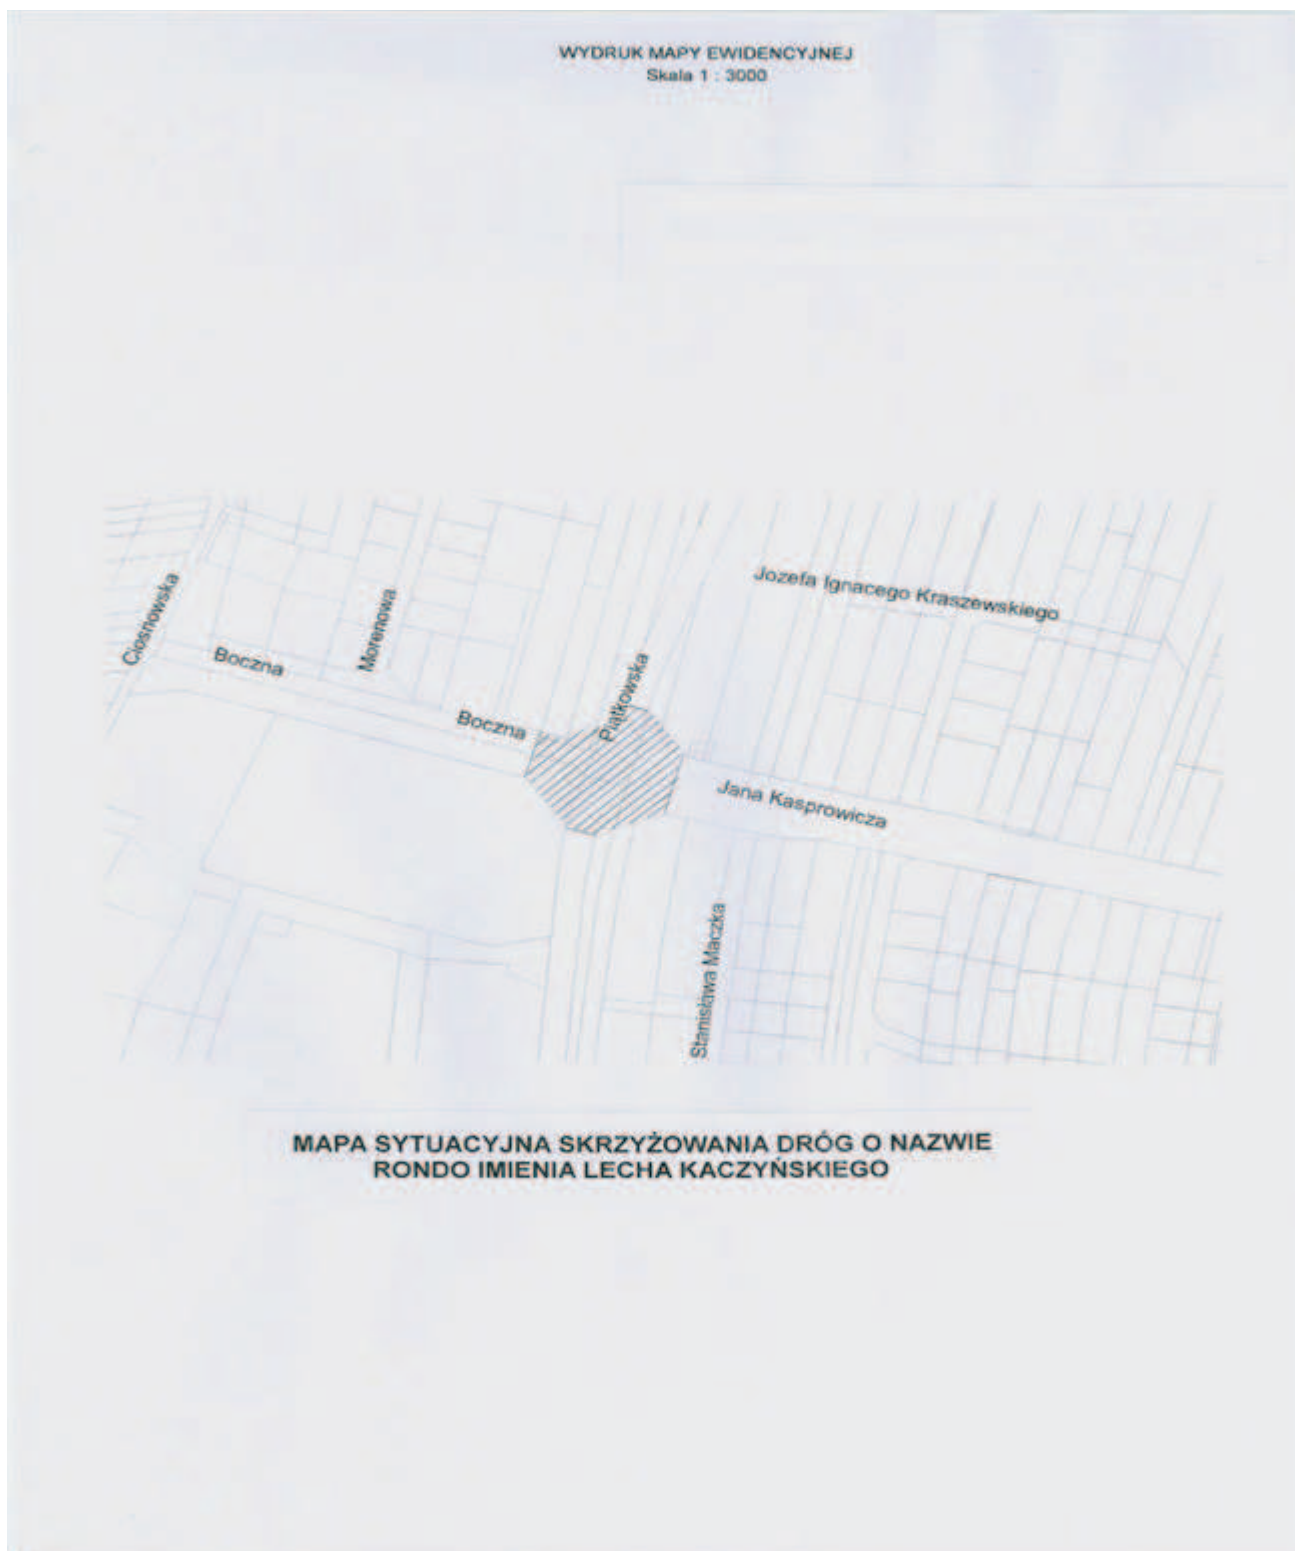 WYDRUK MAPY EWIDENCYJNEJ
Skala 1 : 3000
Jozefa Ignacego Kraszewskiego
Ciosnowska
Morenowa
Boczna
Piątkowska
Boczna
Jana Kasprowicza
Stanisława Maczka
MAPA SYTUACYJNA SKRZYŻOWANIA DRÓG O NAZWIE
RONDO IMIENIA LECHA KACZYŃSKIEGO